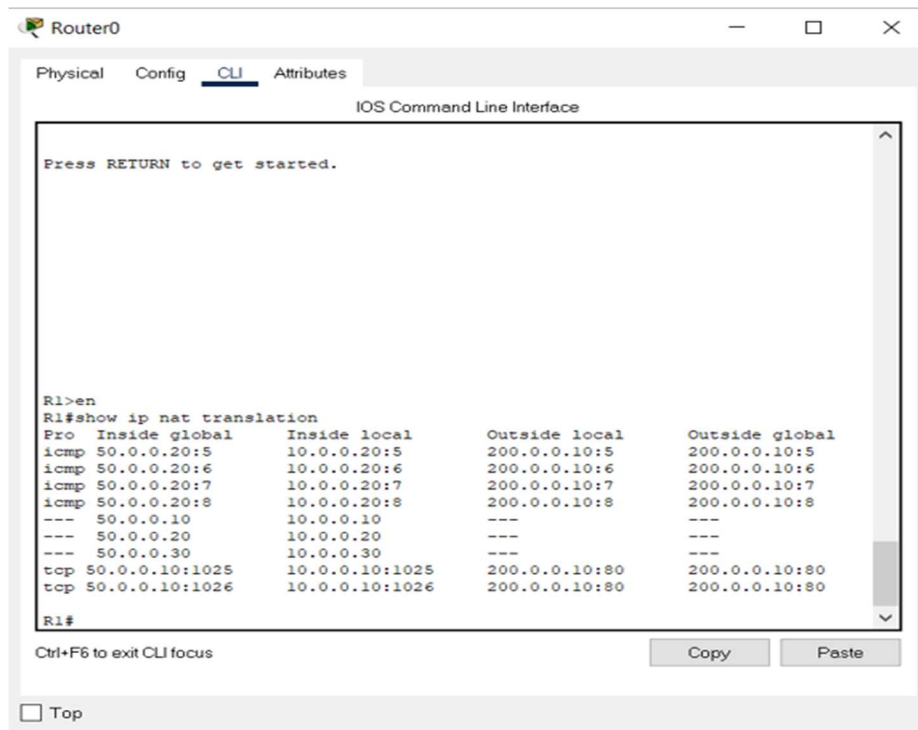 Router0
Physical Config CLI Attributes
IOS Command Line Interface
Press RETURN to get started.
R1>en
R1#show ip nat translation
Pro  Inside global     Inside local       Outside local      Outside global
icmp 50.0.0.20:5       10.0.0.20:5        200.0.0.10:5       200.0.0.10:5
icmp 50.0.0.20:6       10.0.0.20:6        200.0.0.10:6       200.0.0.10:6
icmp 50.0.0.20:7       10.0.0.20:7        200.0.0.10:7       200.0.0.10:7
icmp 50.0.0.20:8       10.0.0.20:8        200.0.0.10:8       200.0.0.10:8
---  50.0.0.10         10.0.0.10          ---                ---
---  50.0.0.20         10.0.0.20          ---                ---
---  50.0.0.30         10.0.0.30          ---                ---
tcp 50.0.0.10:1025     10.0.0.10:1025     200.0.0.10:80      200.0.0.10:80
tcp 50.0.0.10:1026     10.0.0.10:1026     200.0.0.10:80      200.0.0.10:80
R1#
Ctrl+F6 to exit CLI focus Copy Paste
Top